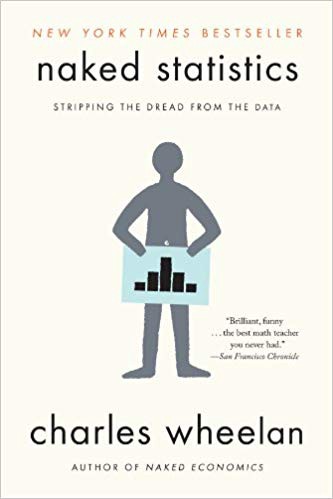 NEW YORK TIMES BESTSELLER
naked statistics
STRIPPING THE DREAD FROM THE DATA
"Brilliant, funny
. . . the best math teacher
you never had."
—San Francisco Chronicle
charles wheelan
AUTHOR OF NAKED ECONOMICS